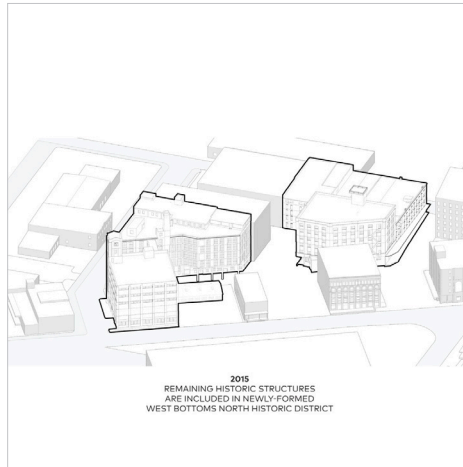 2015
REMAINING HISTORIC STRUCTURES
ARE INCLUDED IN NEWLY-FORMED
WEST BOTTOMS NORTH HISTORIC DISTRICT